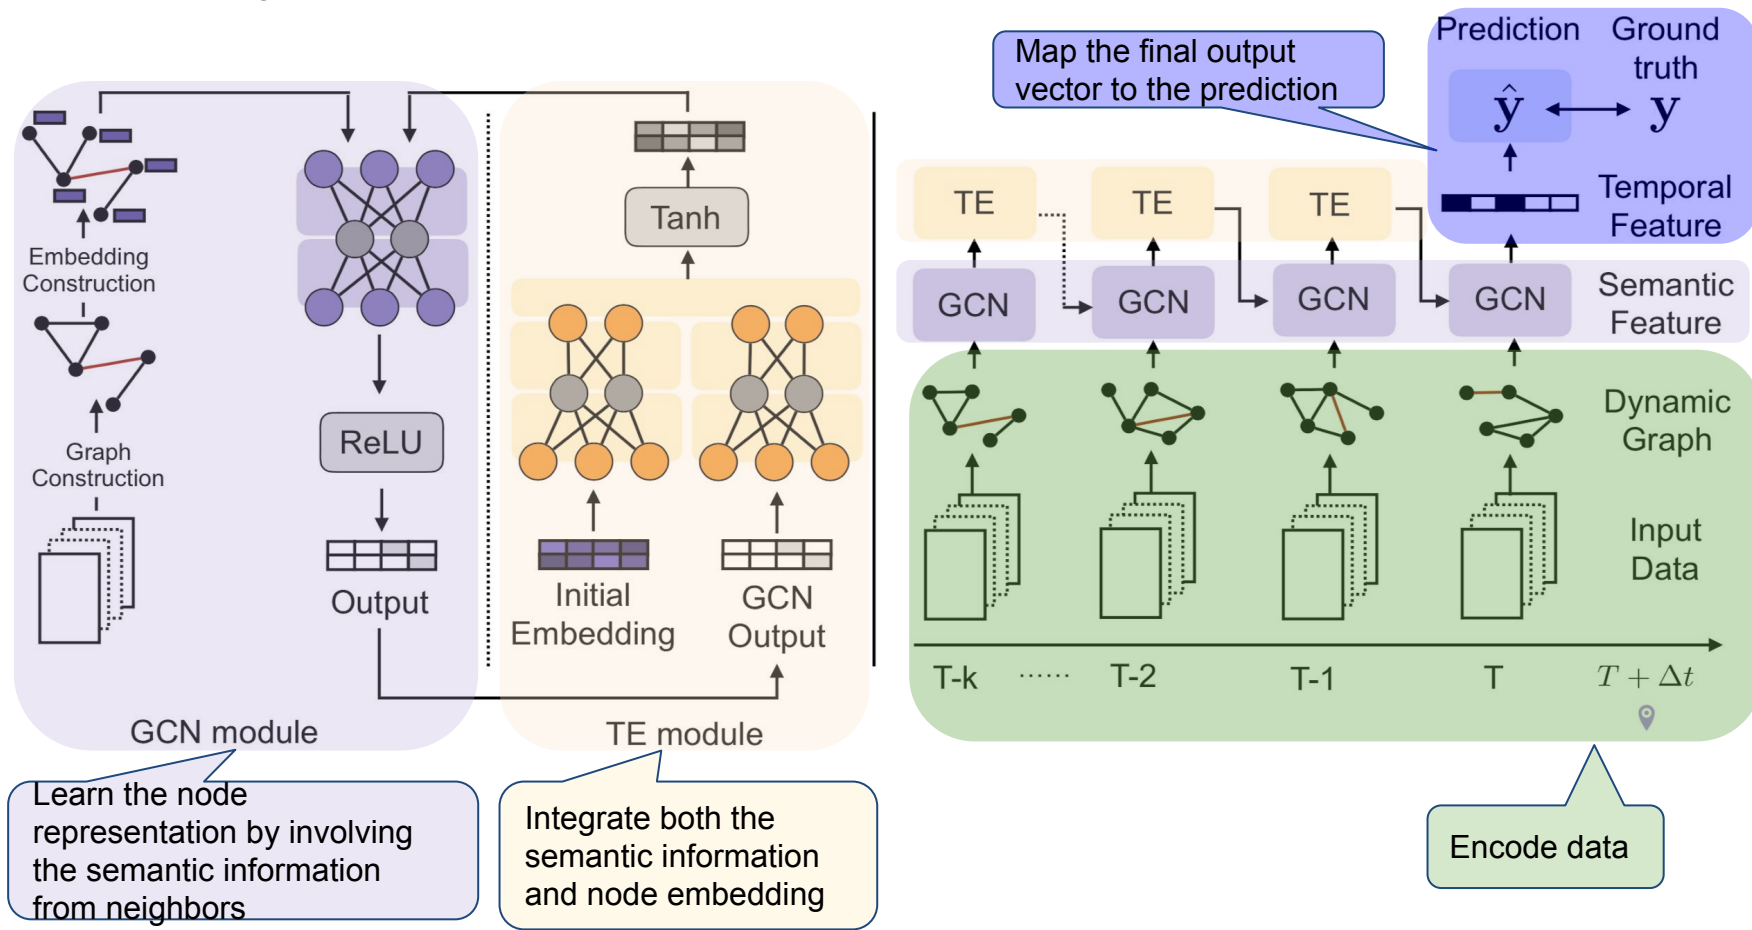 Embedding
Construction
Graph
Construction
ReLU
Output
GCN module
Learn the node
representation by involving
the semantic information
from neighbors
Tanh
Initial
Embedding
GCN
Output
TE module
Integrate both the
semantic information
and node embedding
Map the final output
vector to the prediction
Prediction
Ground
truth
ŷ
y
Temporal
Feature
TE
TE
TE
GCN
GCN
GCN
GCN
Semantic
Feature
Dynamic
Graph
Input
Data
T-k ...... T-2 T-1 T T + Δt
Encode data